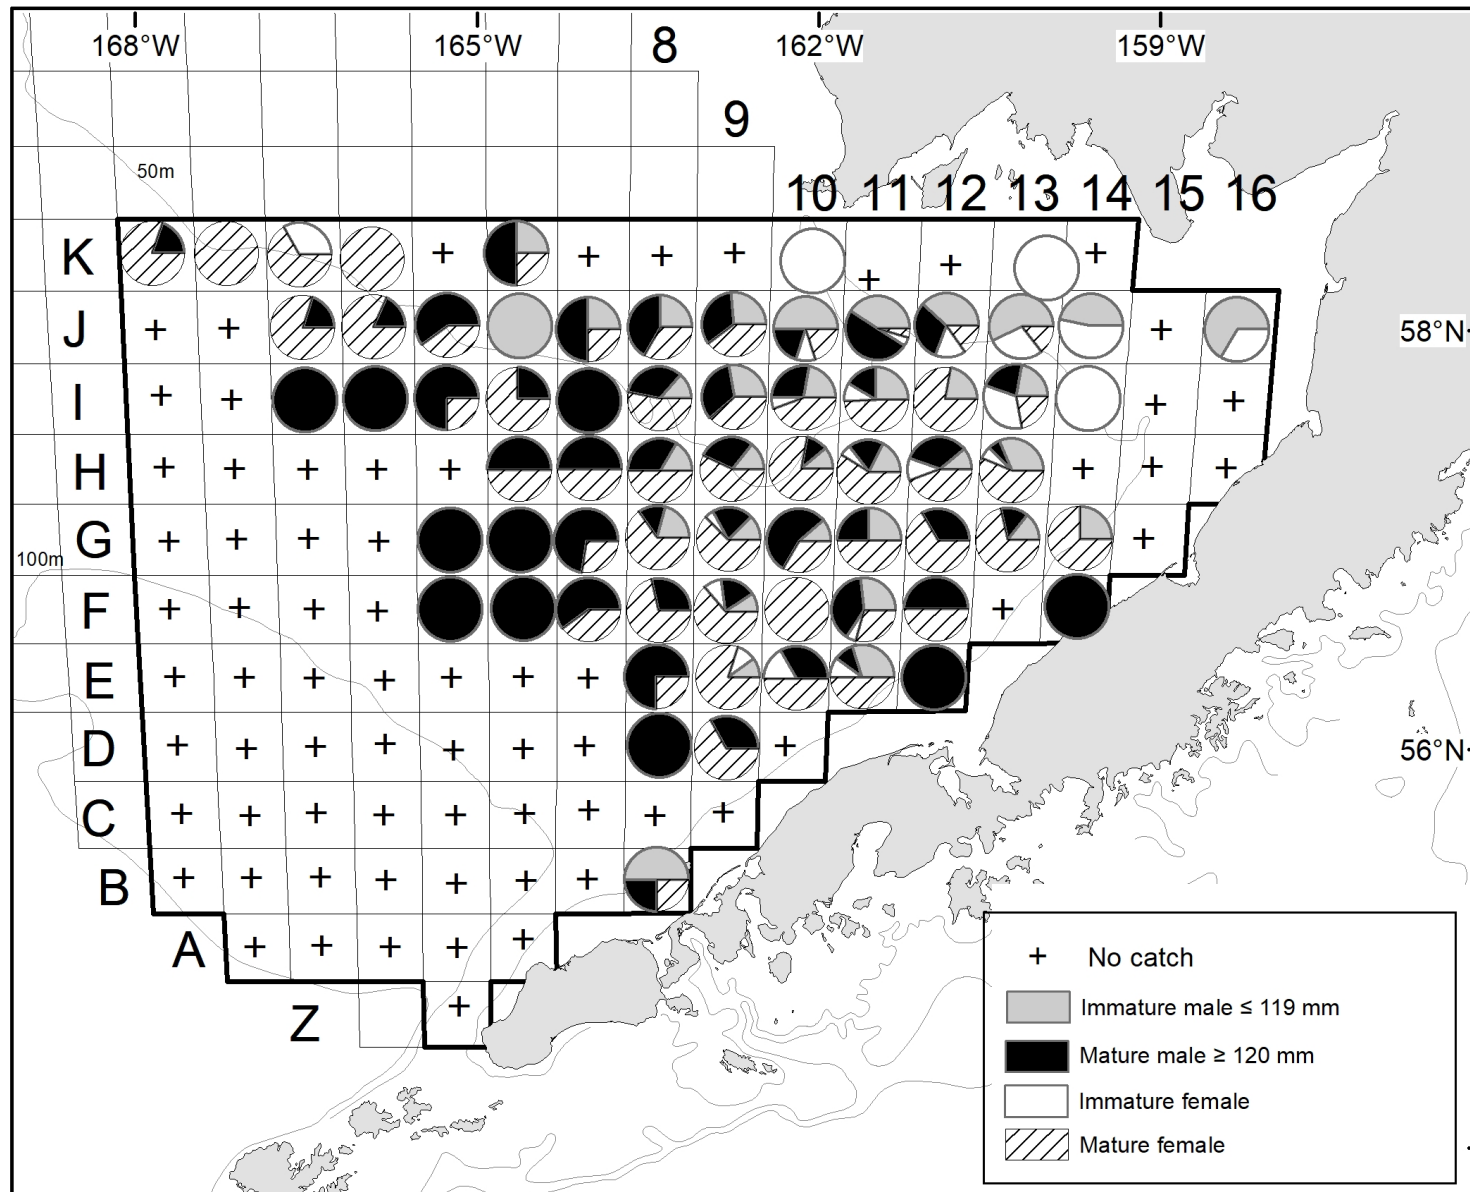 168°W 165°W 8 162°W 159°W
9
50m
10 11 12 13 14 15 16
K
J
58°N
I
H
G
100m
F
E
D
56°N
C
B
A
Z
+ No catch
Immature male ≤ 119 mm
Mature male ≥ 120 mm
Immature female
Mature female